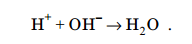 H⁺ + OH⁻ → H₂O .